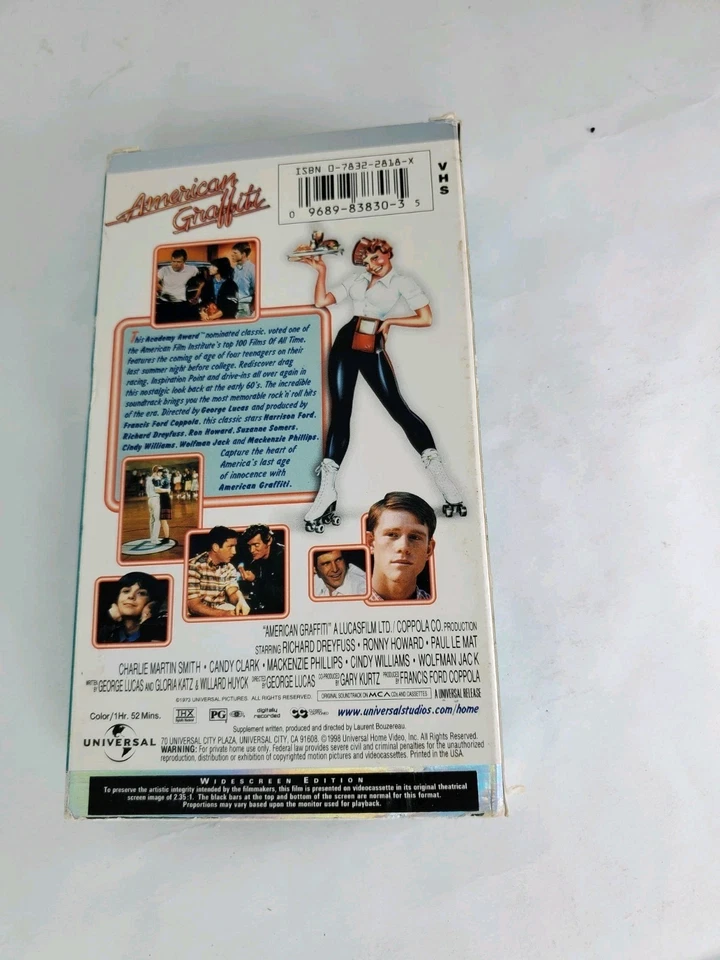 American
Graffiti
ISBN 0-7832-2818-X
0 9689-83830-3 5
VHS
This Academy Award™ nominated classic, voted one of
the American Film Institute's top 100 Films Of All Time,
features the coming of age of four teenagers on their
last summer night before college. Rediscover drag
racing, Inspiration Point and drive-ins all over again in
this nostalgic look back at the early 60's. The incredible
soundtrack brings you the most memorable rock'n'roll hits
of the era. Directed by George Lucas and produced by
Francis Ford Coppola, this classic stars Harrison Ford,
Richard Dreyfuss, Ron Howard, Suzanne Somers,
Cindy Williams, Wolfman Jack and Mackenzie Phillips.
Capture the heart of
America's last age
of innocence with
American Graffiti.
"AMERICAN GRAFFITI" A LUCASFILM LTD./COPPOLA CO. PRODUCTION
STARRING RICHARD DREYFUSS • RONNY HOWARD • PAUL LE MAT
CHARLIE MARTIN SMITH • CANDY CLARK • MACKENZIE PHILLIPS • CINDY WILLIAMS • WOLFMAN JACK
WRITTEN BY GEORGE LUCAS AND GLORIA KATZ & WILLARD HUYCK DIRECTED BY GEORGE LUCAS CO-PRODUCED BY GARY KURTZ PRODUCED BY FRANCIS FORD COPPOLA
©1973 UNIVERSAL PICTURES. ALL RIGHTS RESERVED. ORIGINAL SOUNDTRACK ON MCA CDs AND CASSETTES A UNIVERSAL RELEASE
Color/1Hr. 52 Mins. THX PG digitally recorded CC www.universalstudios.com/home
Supplement written, produced and directed by Laurent Bouzereau.
UNIVERSAL
70 UNIVERSAL CITY PLAZA, UNIVERSAL CITY, CA 91608. ©1998 Universal Home Video, Inc. All Rights Reserved.
WARNING: For private home use only. Federal law provides severe civil and criminal penalties for the unauthorized
reproduction, distribution or exhibition of copyrighted motion pictures and videocassettes. Printed in the USA.
WIDESCREEN EDITION
To preserve the artistic integrity intended by the filmmakers, this film is presented on videocassette in its original theatrical
screen image of 2.35:1. The black bars at the top and bottom of the screen are normal for this format.
Proportions may vary based upon the monitor used for playback.